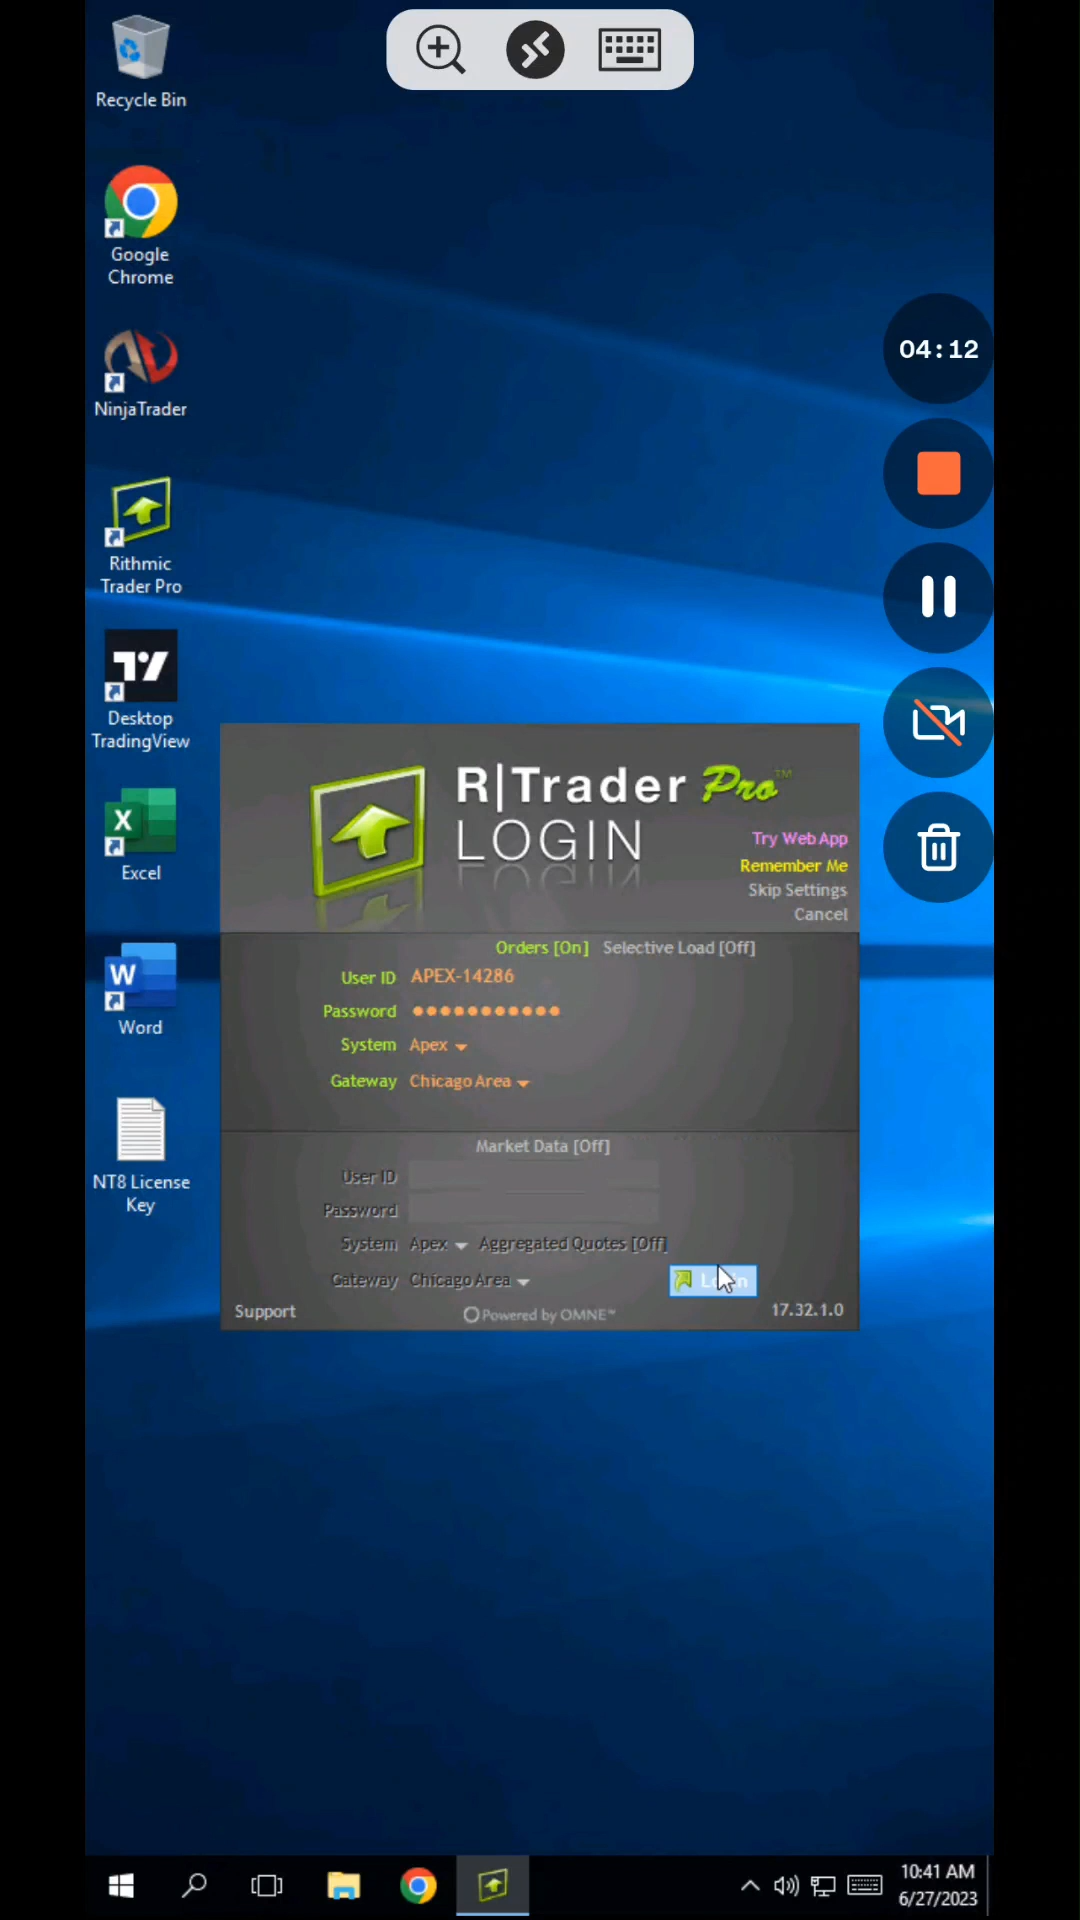 Recycle Bin
Google
Chrome
NinjaTrader
Rithmic
Trader Pro
Desktop
TradingView
Excel
Word
NT8 License
Key
04:12
R|Trader Pro™
LOGIN
Try Web App
Remember Me
Skip Settings
Cancel
Orders [On] Selective Load [Off]
User ID APEX-14286
Password
System Apex
Gateway Chicago Area
Market Data [Off]
User ID
Password
System Apex Aggregated Quotes [Off]
Gateway Chicago Area
Support
Powered by OMNE™
17.32.1.0
10:41 AM
6/27/2023